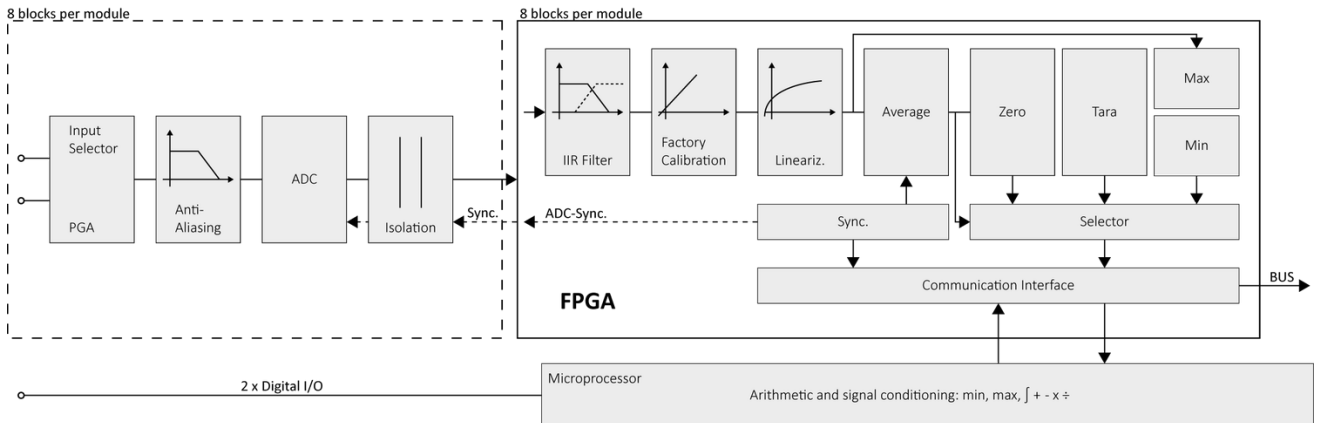 8 blocks per module
8 blocks per module
Input
Selector
PGA
Anti-
Aliasing
ADC
Isolation
Sync.
IIR Filter
Factory
Calibration
Lineariz.
Average
Zero
Tara
Max
Min
ADC-Sync.
Sync.
Selector
Communication Interface
BUS
FPGA
2 x Digital I/O
Microprocessor
Arithmetic and signal conditioning: min, max, ∫ + - x ÷